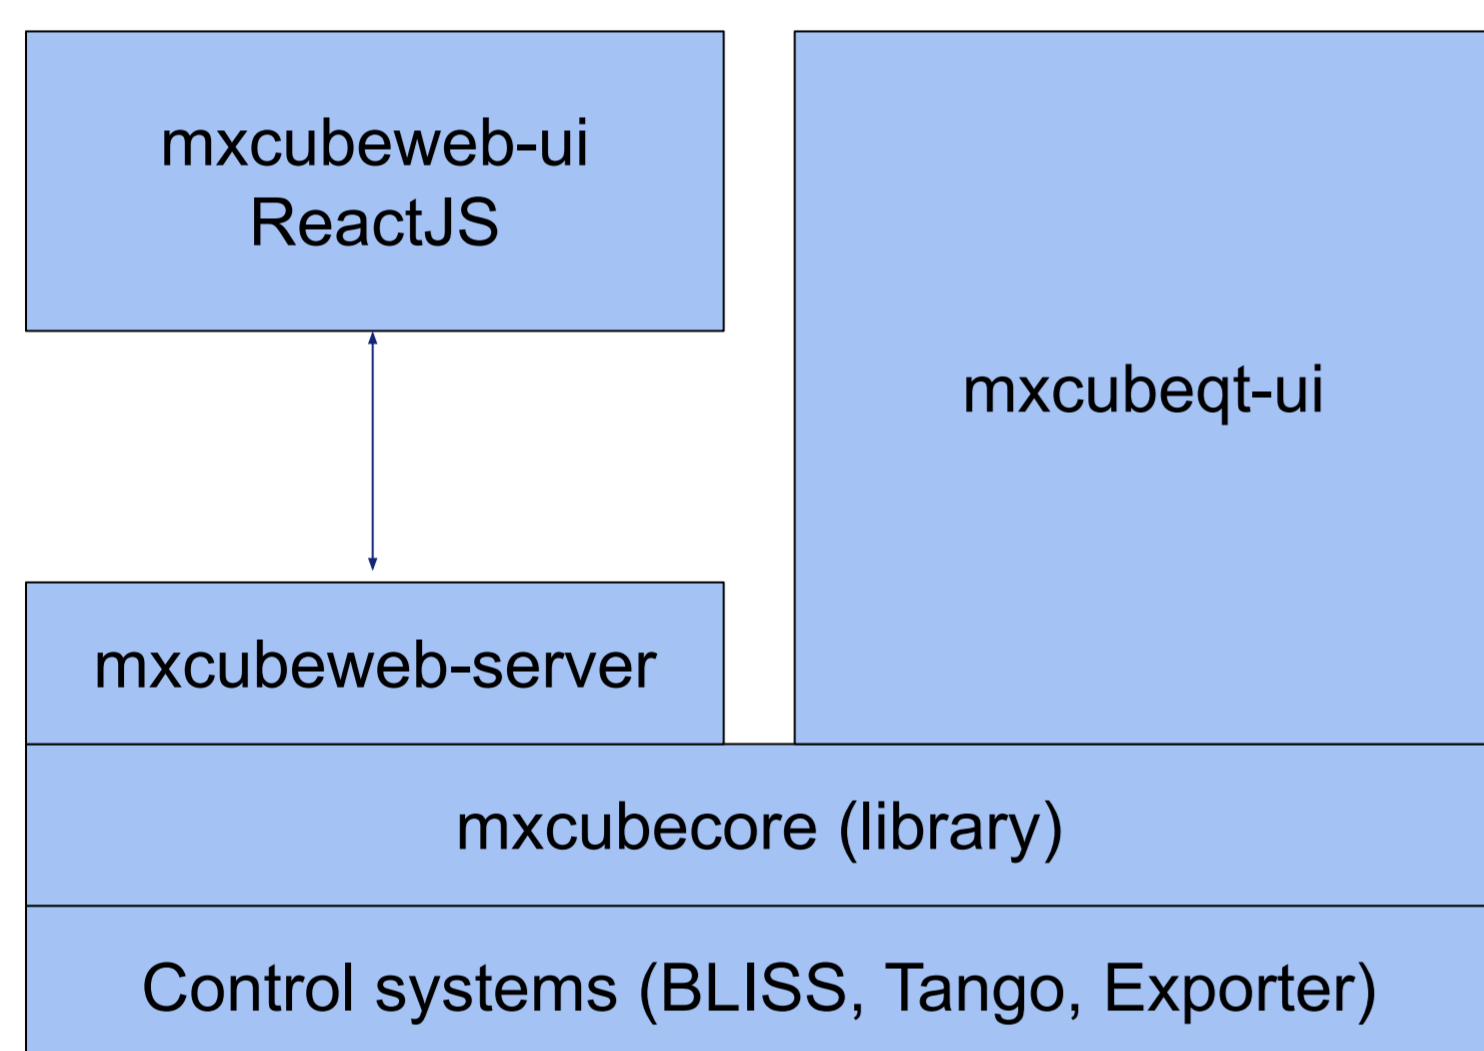 mxcubeweb-ui
ReactJS
mxcubeqt-ui
mxcubeweb-server
mxcubecore (library)
Control systems (BLISS, Tango, Exporter)